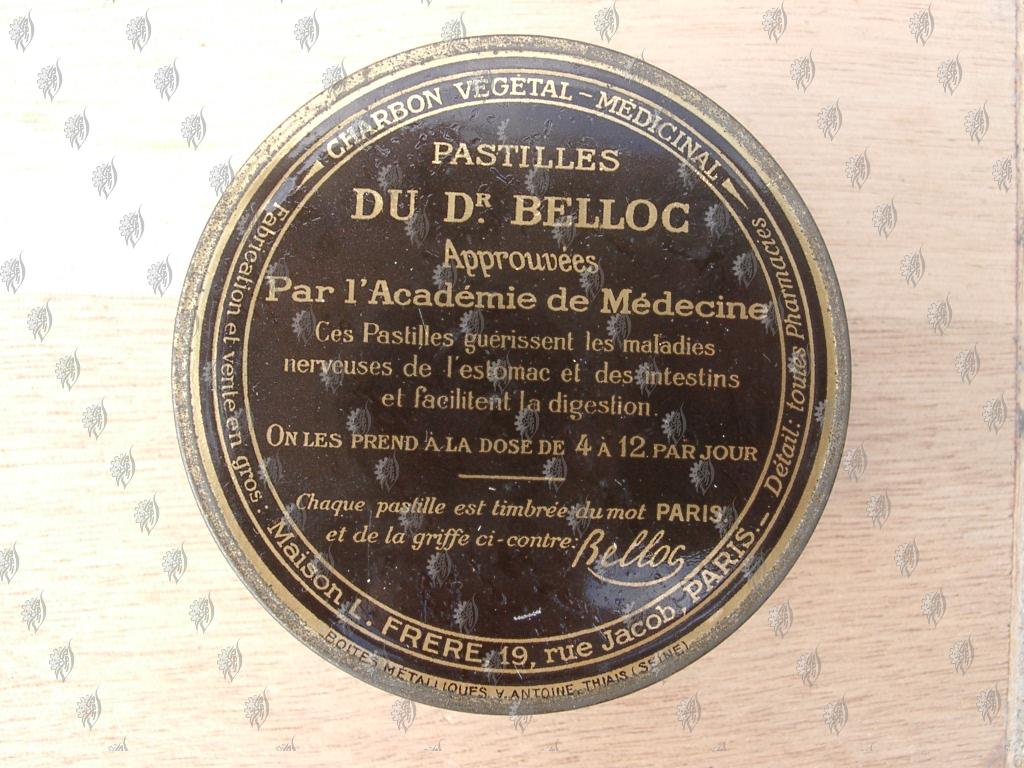 CHARBON VÉGÉTAL - MÉDICINAL
PASTILLES
DU DR. BELLOC
Approuvées
Par l'Académie de Médecine
Ces Pastilles guérissent les maladies
nerveuses de l'estomac et des intestins
et facilitent la digestion.
ON LES PREND À LA DOSE DE 4 À 12 PAR JOUR
Chaque pastille est timbrée du mot PARIS
et de la griffe ci-contre:
Belloc
Fabrication et vente en gros: Maison L. FRERE, 19, rue Jacob, PARIS. - Détail: toutes Pharmacies
BOITES MÉTALLIQUES V. ANTOINE, THIAIS (SEINE)